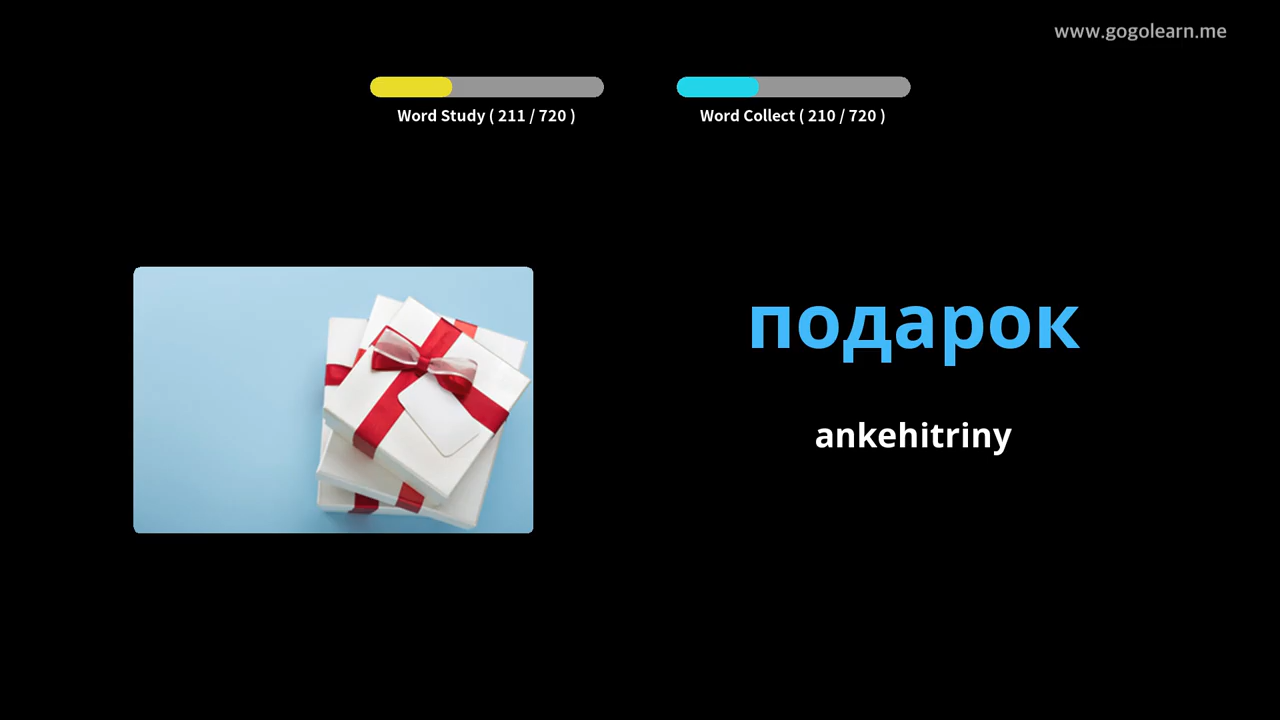 www.gogolearn.me
Word Study ( 211 / 720 )
Word Collect ( 210 / 720 )
подарок
ankehitriny